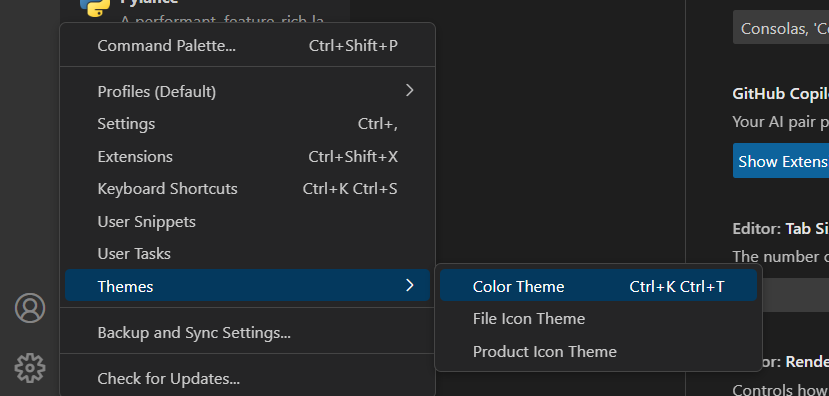 Pylance
A performant, feature-rich la
Command Palette... Ctrl+Shift+P
Profiles (Default)
Settings Ctrl+,
Extensions Ctrl+Shift+X
Keyboard Shortcuts Ctrl+K Ctrl+S
User Snippets
User Tasks
Themes
Backup and Sync Settings...
Check for Updates...
Color Theme Ctrl+K Ctrl+T
File Icon Theme
Product Icon Theme
Consolas, 'Co
GitHub Copil
Your AI pair p
Show Extens
Editor: Tab Si
The number o
or: Rende
Controls how